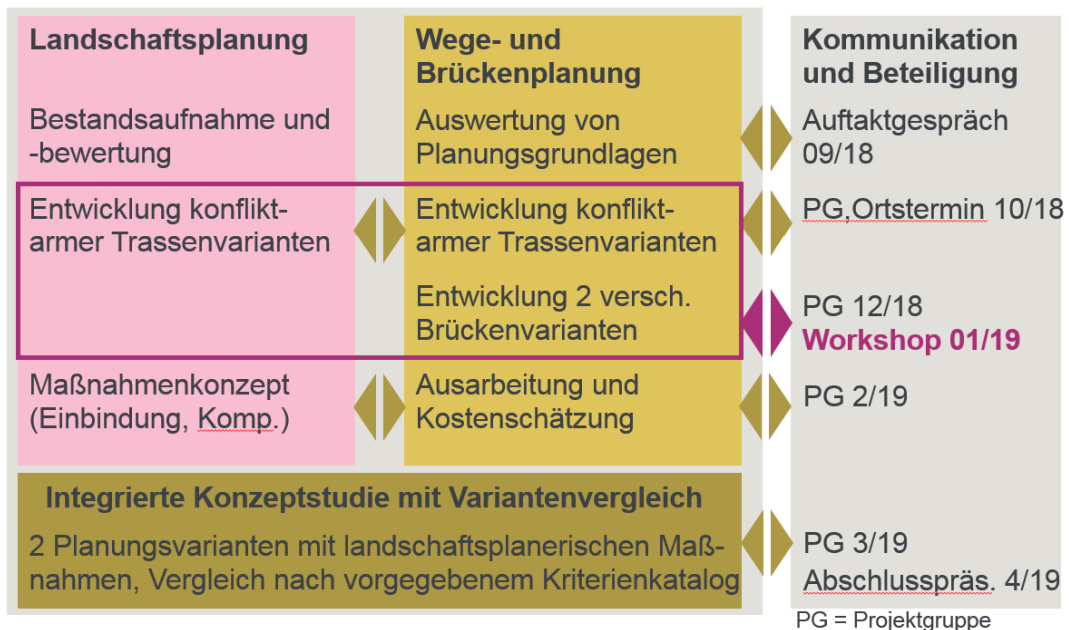 Landschaftsplanung
Bestandsaufnahme und
-bewertung
Entwicklung konflikt-
armer Trassenvarianten
Maßnahmenkonzept
(Einbindung, Komp.)
Wege- und
Brückenplanung
Auswertung von
Planungsgrundlagen
Entwicklung konflikt-
armer Trassenvarianten
Entwicklung 2 versch.
Brückenvarianten
Ausarbeitung und
Kostenschätzung
Integrierte Konzeptstudie mit Variantenvergleich
2 Planungsvarianten mit landschaftsplanerischen Maß-
nahmen, Vergleich nach vorgegebenem Kriterienkatalog
Kommunikation
und Beteiligung
Auftaktgespräch
09/18
PG,Ortstermin 10/18
PG 12/18
Workshop 01/19
PG 2/19
PG 3/19
Abschlusspräs. 4/19
PG = Projektgruppe